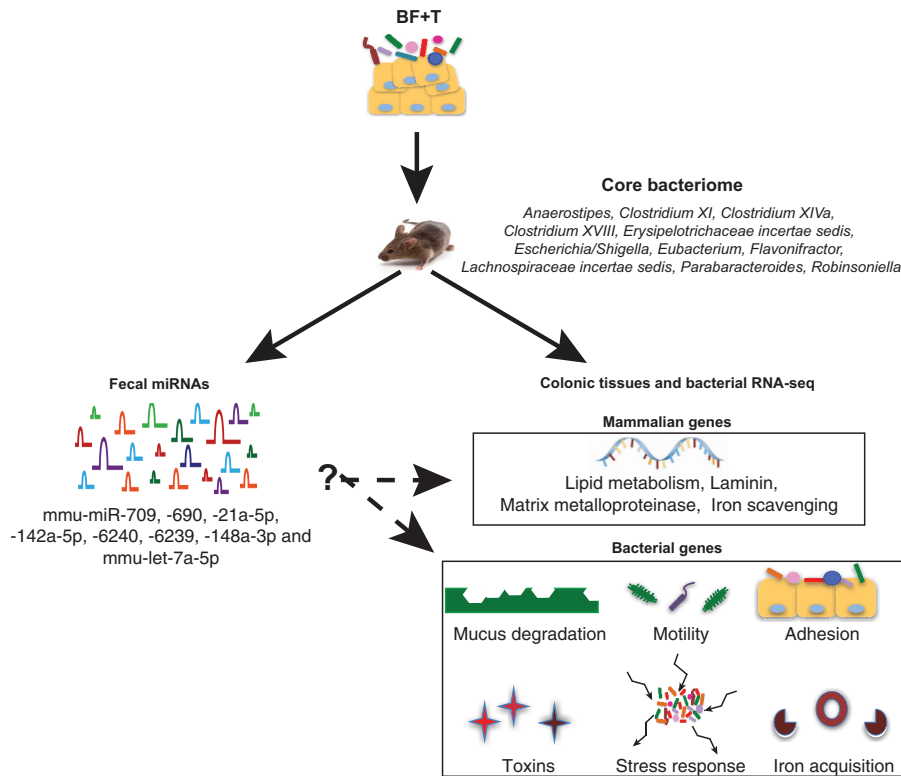 BF+T
Core bacteriome
Anaerostipes, Clostridium XI, Clostridium XIVa,
Clostridium XVIII, Erysipelotrichaceae incertae sedis,
Escherichia/Shigella, Eubacterium, Flavonifractor,
Lachnospiraceae incertae sedis, Parabaracteroides, Robinsoniella
Fecal miRNAs
mmu-miR-709, -690, -21a-5p,
-142a-5p, -6240, -6239, -148a-3p and
mmu-let-7a-5p
?
Colonic tissues and bacterial RNA-seq
Mammalian genes
Lipid metabolism, Laminin,
Matrix metalloproteinase, Iron scavenging
Bacterial genes
Mucus degradation
Motility
Adhesion
Toxins
Stress response
Iron acquisition